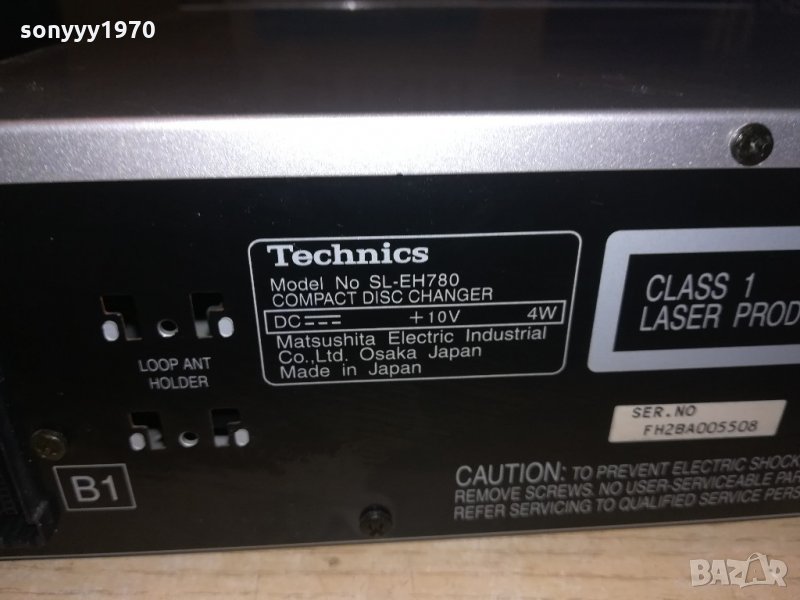 sonyyy1970
Technics
Model No SL-EH780
COMPACT DISC CHANGER
DC +10V 4W
Matsushita Electric Industrial
Co.,Ltd. Osaka Japan
Made in Japan
CLASS 1
LASER PROD
LOOP ANT
HOLDER
SER.NO
FH2BA005508
B1
CAUTION: TO PREVENT ELECTRIC SHOCK
REMOVE SCREWS. NO USER-SERVICEABLE PAR
REFER SERVICING TO QUALIFIED SERVICE PERS
BAZAR